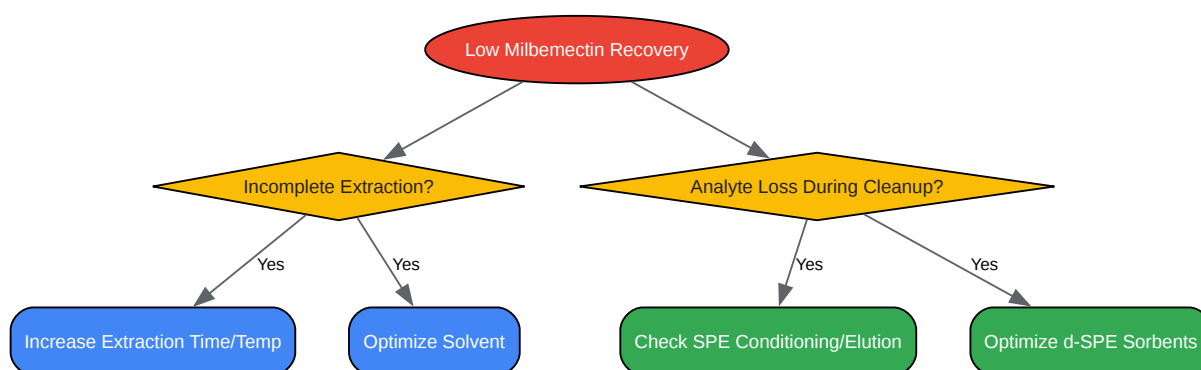 Low Milbemectin Recovery
Incomplete Extraction?
Analyte Loss During Cleanup?
Yes
Yes
Yes
Yes
Increase Extraction Time/Temp
Optimize Solvent
Check SPE Conditioning/Elution
Optimize d-SPE Sorbents